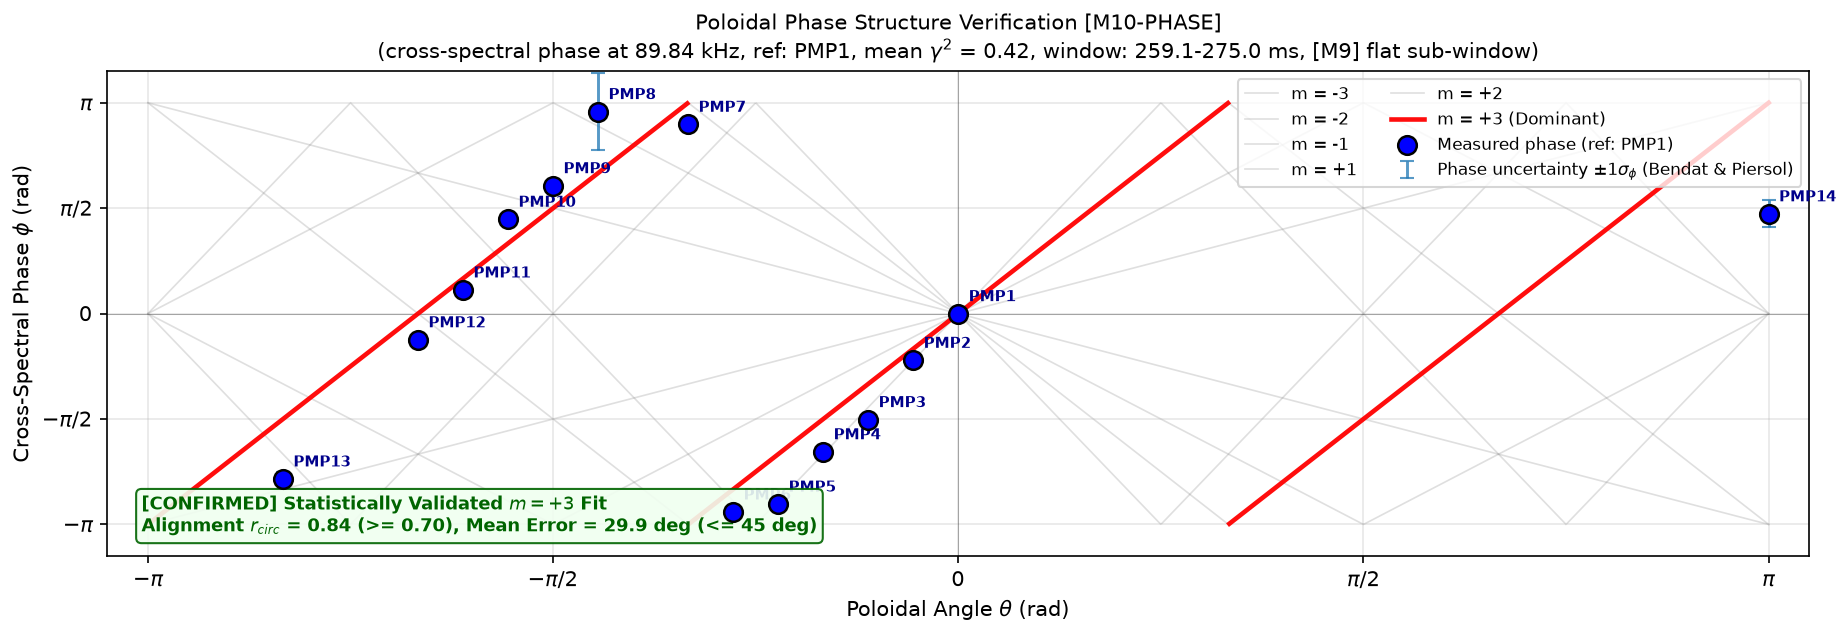 Poloidal Phase Structure Verification [M10-PHASE]
(cross-spectral phase at 89.84 kHz, ref: PMP1, mean γ² = 0.42, window: 259.1-275.0 ms, [M9] flat sub-window)
Cross-Spectral Phase ϕ (rad)
π
π/2
0
−π/2
−π
m = -3
m = -2
m = -1
m = +1
m = +2
m = +3 (Dominant)
Measured phase (ref: PMP1)
Phase uncertainty ±1σϕ (Bendat & Piersol)
PMP8
PMP7
PMP9
PMP10
PMP11
PMP12
PMP13
PMP1
PMP2
PMP3
PMP4
PMP5
PMP14
[CONFIRMED] Statistically Validated m = +3 Fit
Alignment r_circ = 0.84 (>= 0.70), Mean Error = 29.9 deg (<= 45 deg)
−π
−π/2
0
π/2
π
Poloidal Angle θ (rad)